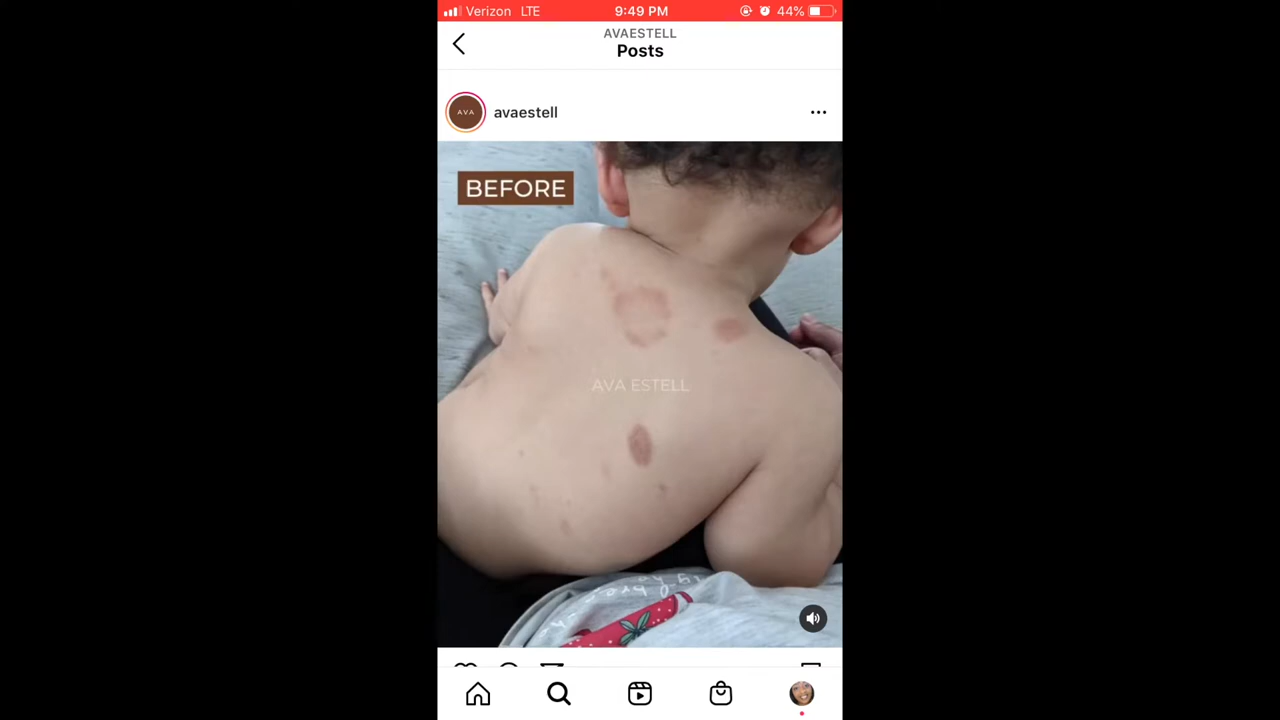 Verizon LTE 9:49 PM 44%
AVAESTELL
Posts
AVA avaestell
BEFORE
AVA ESTELL